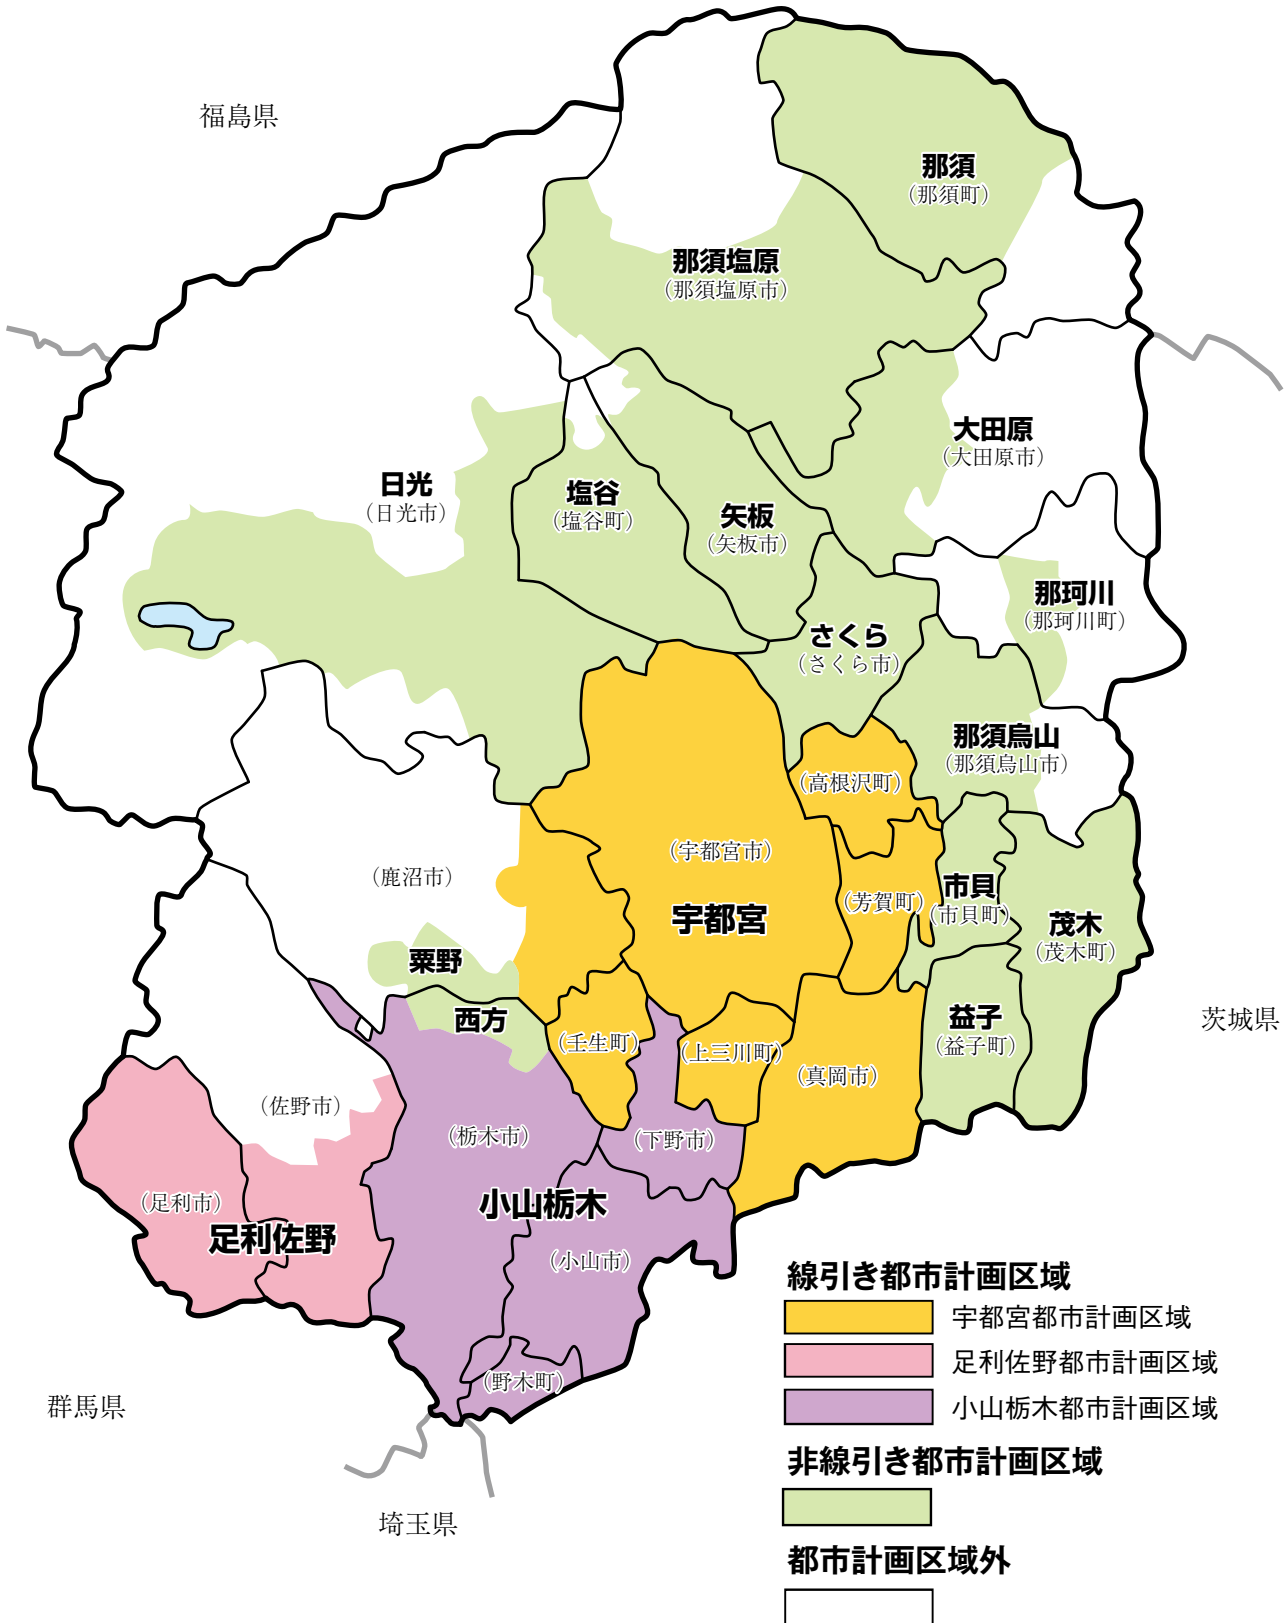 福島県
那須
（那須町）
那須塩原
（那須塩原市）
大田原
（大田原市）
日光
（日光市）
塩谷
（塩谷町）
矢板
（矢板市）
那珂川
（那珂川町）
さくら
（さくら市）
那須烏山
（那須烏山市）
（高根沢町）
（宇都宮市）
宇都宮
（鹿沼市）
（芳賀町）
市貝
（市貝町）
茂木
（茂木町）
粟野
西方
益子
（益子町）
茨城県
（壬生町）
（上三川町）
（真岡市）
（佐野市）
（栃木市）
（下野市）
（足利市）
足利佐野
小山栃木
（小山市）
（野木町）
群馬県
埼玉県
線引き都市計画区域
宇都宮都市計画区域
足利佐野都市計画区域
小山栃木都市計画区域
非線引き都市計画区域
都市計画区域外